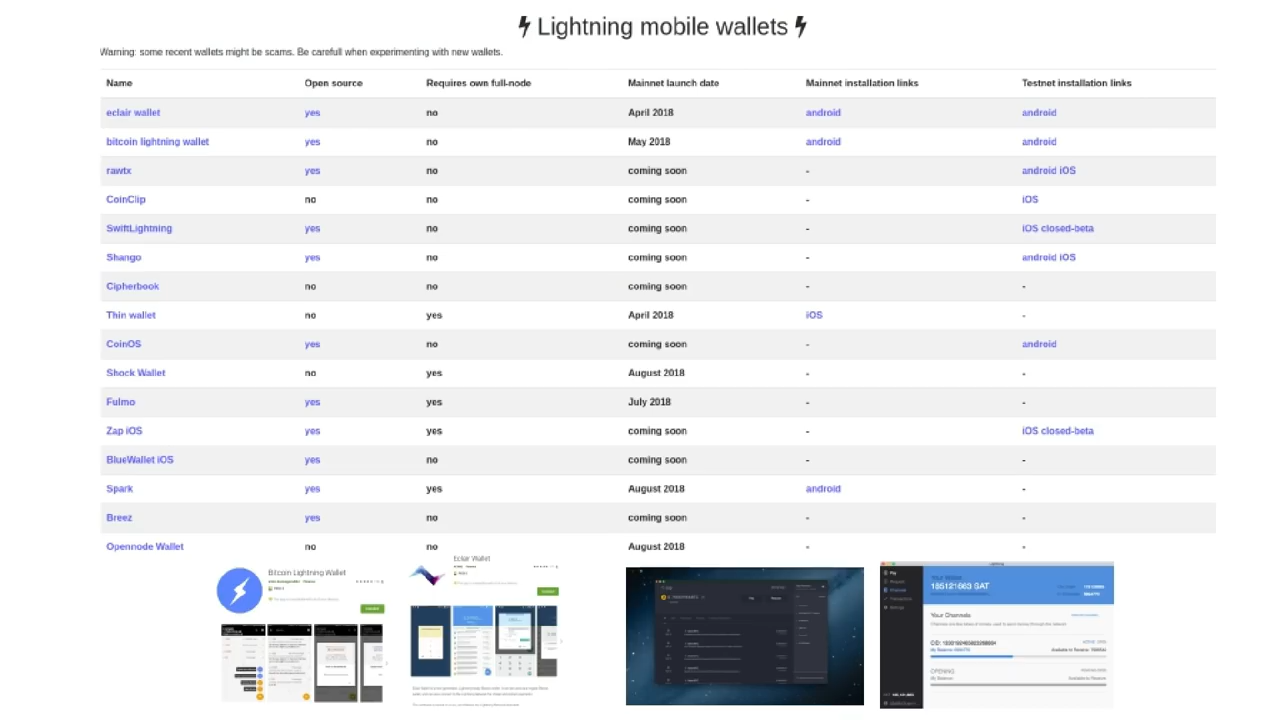 Lightning mobile wallets
Warning: some recent wallets might be scams. Be carefull when experimenting with new wallets.
Name Open source Requires own full-node Mainnet launch date Mainnet installation links Testnet installation links
eclair wallet yes no April 2018 android android
bitcoin lightning wallet yes no May 2018 android android
rawtx yes no coming soon - android iOS
CoinClip no no coming soon - iOS
SwiftLightning yes no coming soon - iOS closed-beta
Shango yes no coming soon - android iOS
Cipherbook no no coming soon - -
Thin wallet no yes April 2018 iOS -
CoinOS yes no coming soon - android
Shock Wallet no yes August 2018 - -
Fulmo yes yes July 2018 - -
Zap iOS yes yes coming soon - iOS closed-beta
BlueWallet iOS yes no coming soon - -
Spark yes yes August 2018 android -
Breez yes no coming soon - -
Opennode Wallet no no August 2018 - -
Bitcoin Lightning Wallet
Eclair Wallet
Your Wallet
185121663 SAT
Your Channels
OPENING